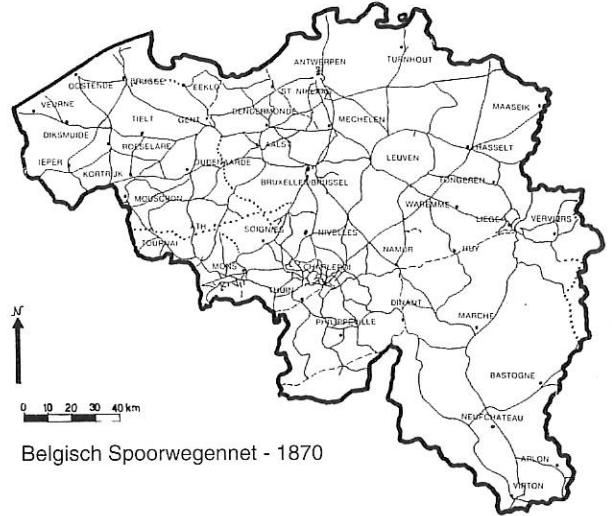 ANTWERPEN
TURNHOUT
OOSTENDE
BRUGGE
EEKLO
ST NIKLAAS
VEURNE
MAASEIK
TIELT
GENT
DENDERMONDE
MECHELEN
DIKSMUIDE
ROESELARE
AALST
HASSELT
IEPER
OUDENAARDE
LEUVEN
KORTRIJK
BRUXELLES/BRUSSEL
TONGEREN
MOUSCRON
WAREMME
LIEGE
VERVIERS
ATH
SOIGNIES
NIVELLES
TOURNAI
NAMUR
HUY
MONS
CHARLEROI
THUIN
DINANT
PHILIPPEVILLE
MARCHE
N
BASTOGNE
0 10 20 30 40 km
NEUFCHATEAU
Belgisch Spoorwegennet - 1870
ARLON
VIRTON